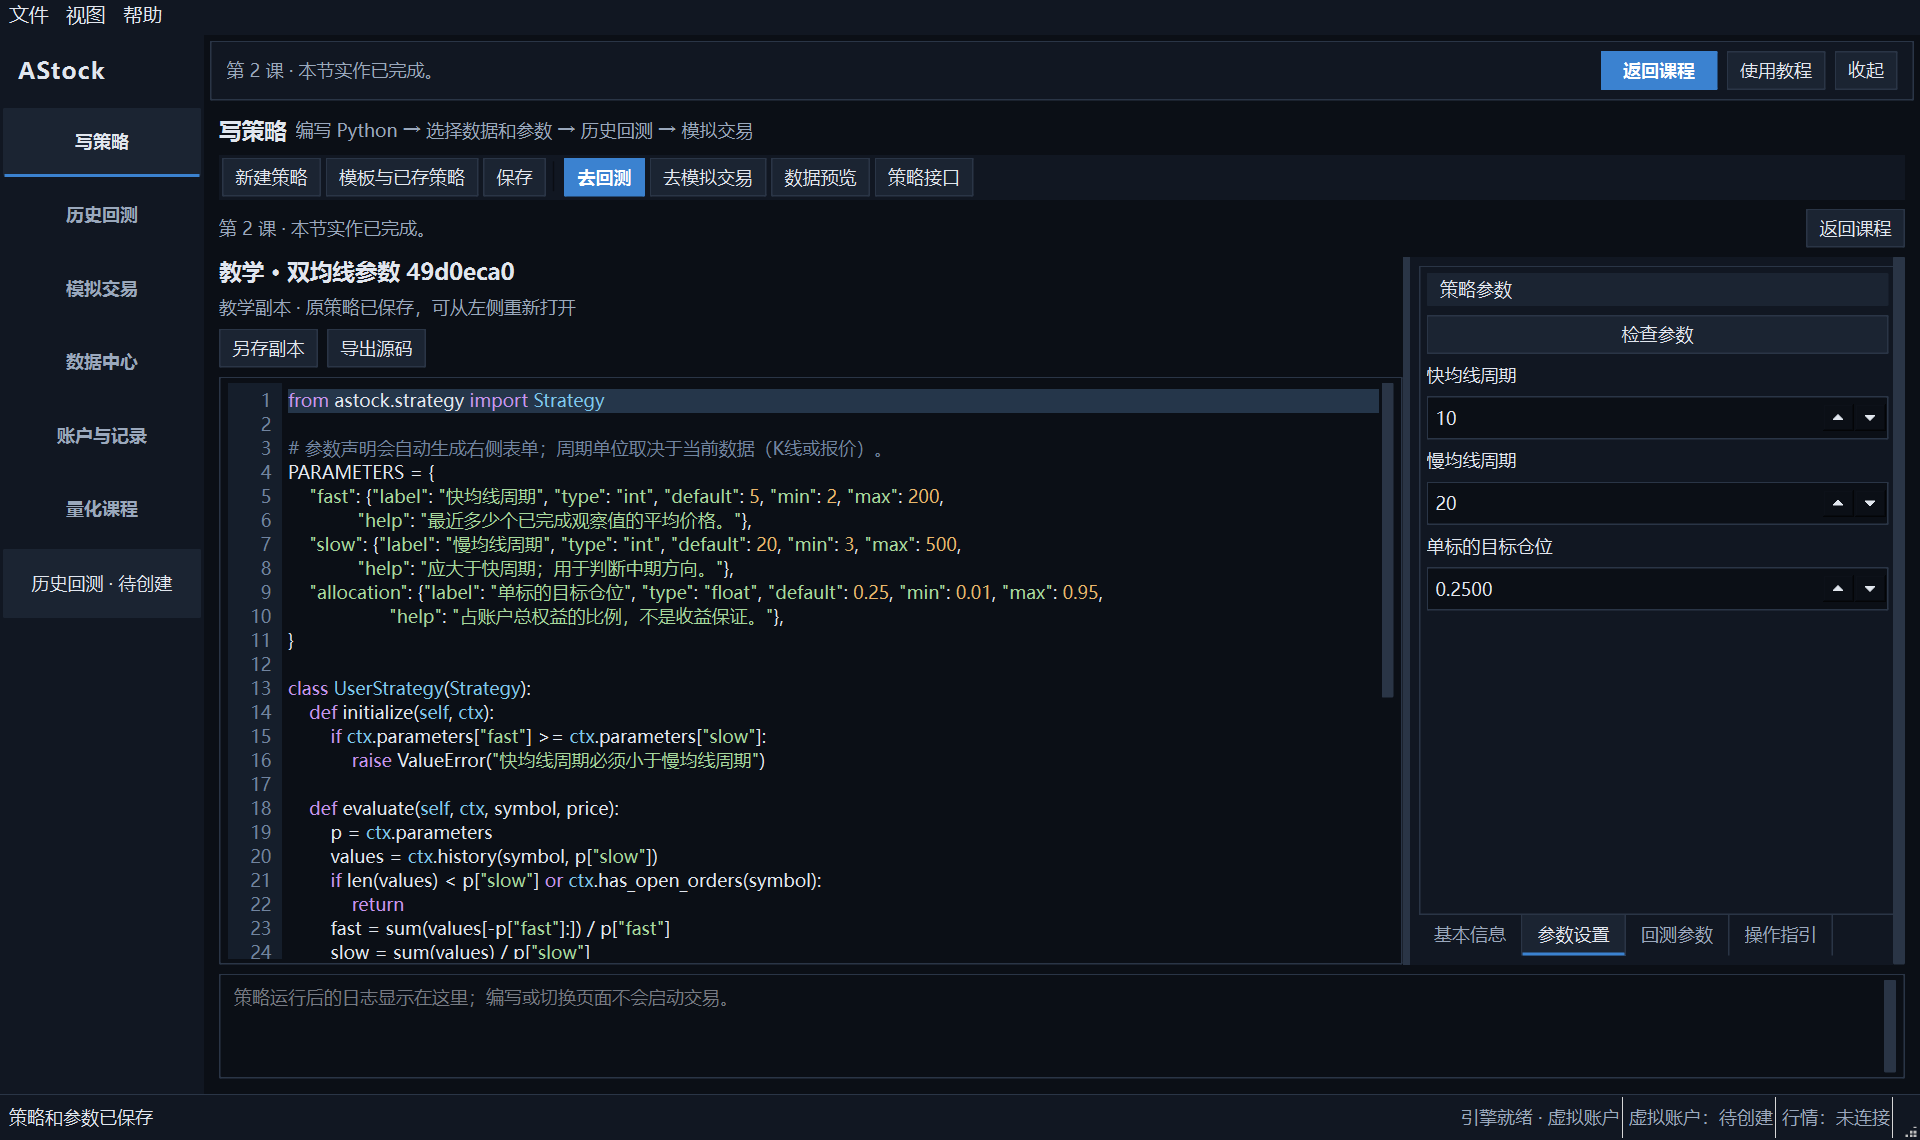 文件 视图 帮助
AStock
第 2 课 · 本节实作已完成。
返回课程
使用教程
收起
写策略
历史回测
模拟交易
数据中心
账户与记录
量化课程
历史回测 · 待创建
写策略 编写 Python → 选择数据和参数 → 历史回测 → 模拟交易
新建策略
模板与已存策略
保存
去回测
去模拟交易
数据预览
策略接口
第 2 课 · 本节实作已完成。
返回课程
教学 · 双均线参数 49d0eca0
教学副本 · 原策略已保存，可从左侧重新打开
另存副本
导出源码
1 from astock.strategy import Strategy
2
3 # 参数声明会自动生成右侧表单；周期单位取决于当前数据（K线或报价）。
4 PARAMETERS = {
5 "fast": {"label": "快均线周期", "type": "int", "default": 5, "min": 2, "max": 200,
6 "help": "最近多少个已完成观察值的平均价格。"},
7 "slow": {"label": "慢均线周期", "type": "int", "default": 20, "min": 3, "max": 500,
8 "help": "应大于快周期；用于判断中期方向。"},
9 "allocation": {"label": "单标的目标仓位", "type": "float", "default": 0.25, "min": 0.01, "max": 0.95,
10 "help": "占账户总权益的比例，不是收益保证。"},
11 }
12
13 class UserStrategy(Strategy):
14 def initialize(self, ctx):
15 if ctx.parameters["fast"] >= ctx.parameters["slow"]:
16 raise ValueError("快均线周期必须小于慢均线周期")
17
18 def evaluate(self, ctx, symbol, price):
19 p = ctx.parameters
20 values = ctx.history(symbol, p["slow"])
21 if len(values) < p["slow"] or ctx.has_open_orders(symbol):
22 return
23 fast = sum(values[-p["fast"]:]) / p["fast"]
24 slow = sum(values) / p["slow"]
策略参数
检查参数
快均线周期
10
慢均线周期
20
单标的目标仓位
0.2500
基本信息
参数设置
回测参数
操作指引
策略运行后的日志显示在这里；编写或切换页面不会启动交易。
策略和参数已保存
引擎就绪 · 虚拟账户
虚拟账户：待创建
行情：未连接